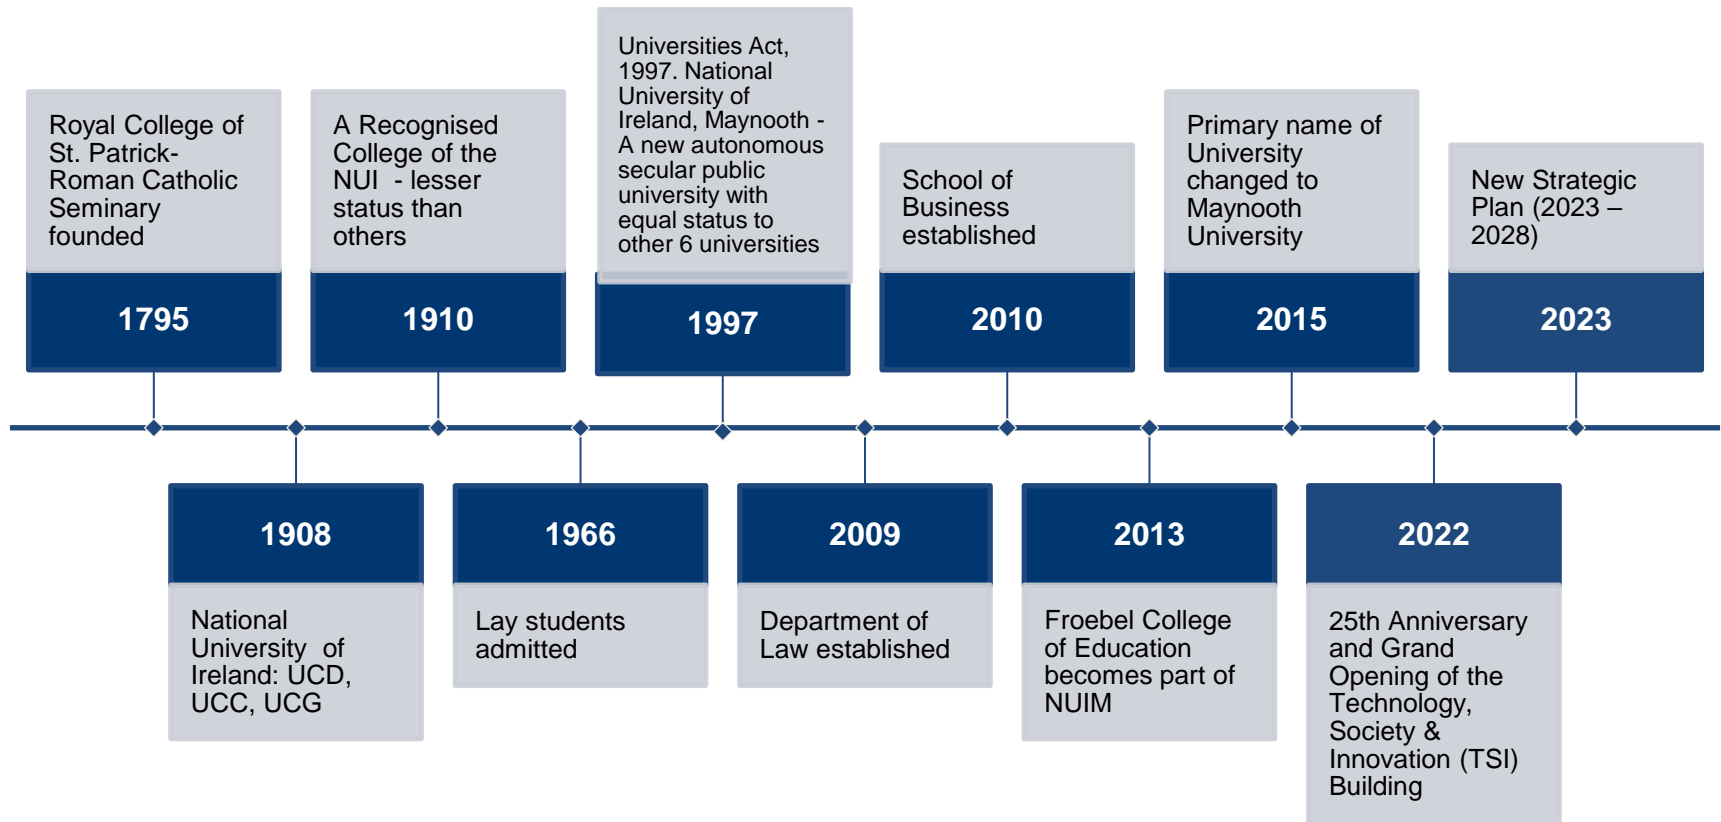 Royal College of
St. Patrick-
Roman Catholic
Seminary
founded
1795
National
University of
Ireland: UCD,
UCC, UCG
1908
A Recognised
College of the
NUI - lesser
status than
others
1910
Lay students
admitted
1966
Universities Act,
1997. National
University of
Ireland, Maynooth -
A new autonomous
secular public
university with
equal status to
other 6 universities
1997
2009
Department of
Law established
School of
Business
established
2010
2013
Froebel College
of Education
becomes part of
NUIM
Primary name of
University
changed to
Maynooth
University
2015
2022
25th Anniversary
and Grand
Opening of the
Technology,
Society &
Innovation (TSI)
Building
New Strategic
Plan (2023 –
2028)
2023